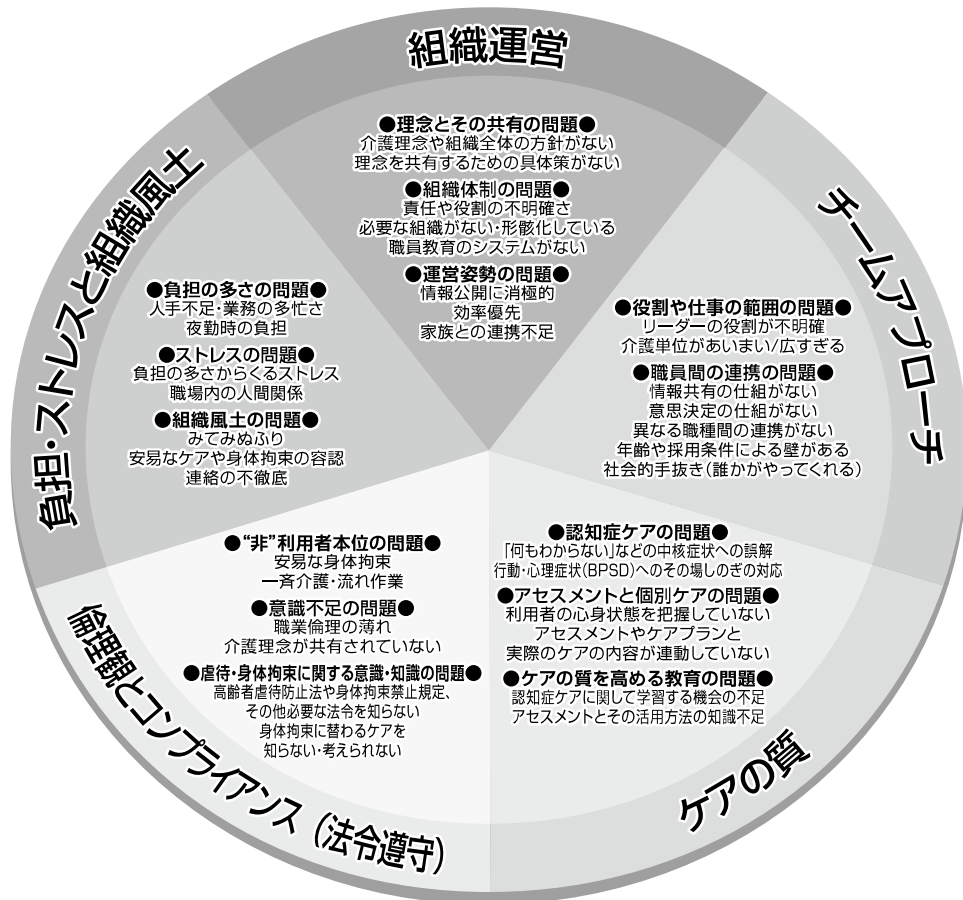 組織運営
●理念とその共有の問題●
介護理念や組織全体の方針がない
理念を共有するための具体策がない
●組織体制の問題●
責任や役割の不明確さ
必要な組織がない・形骸化している
職員教育のシステムがない
●運営姿勢の問題●
情報公開に消極的
効率優先
家族との連携不足
チームアプローチ
●役割や仕事の範囲の問題●
リーダーの役割が不明確
介護単位があいまい/広すぎる
●職員間の連携の問題●
情報共有の仕組がない
意思決定の仕組がない
異なる職種間の連携がない
年齢や採用条件による壁がある
社会的手抜き(誰かがやってくれる)
ケアの質
●認知症ケアの問題●
「何もわからない」などの中核症状への誤解
行動・心理症状(BPSD)へのその場しのぎの対応
●アセスメントと個別ケアの問題●
利用者の心身状態を把握していない
アセスメントやケアプランと
実際のケアの内容が連動していない
●ケアの質を高める教育の問題●
認知症ケアに関して学習する機会の不足
アセスメントとその活用方法の知識不足
倫理観とコンプライアンス（法令遵守）
●“非”利用者本位の問題●
安易な身体拘束
一斉介護・流れ作業
●意識不足の問題●
職業倫理の薄れ
介護理念が共有されていない
●虐待・身体拘束に関する意識・知識の問題●
高齢者虐待防止法や身体拘束禁止規定、
その他必要な法令を知らない
身体拘束に替わるケアを
知らない・考えられない
負担・ストレスと組織風土
●負担の多さの問題●
人手不足・業務の多忙さ
夜勤時の負担
●ストレスの問題●
負担の多さからくるストレス
職場内の人間関係
●組織風土の問題●
みてみぬふり
安易なケアや身体拘束の容認
連絡の不徹底